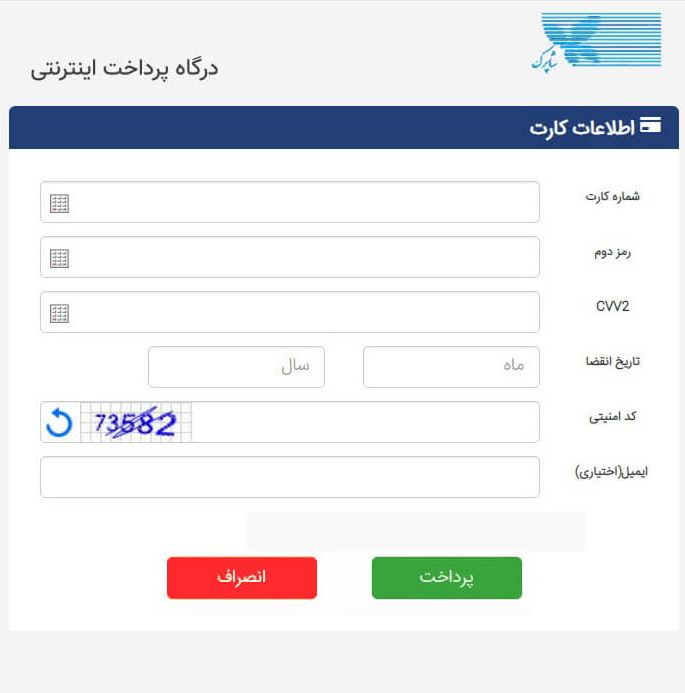 شاپرک
درگاه پرداخت اینترنتی
اطلاعات کارت
شماره کارت
رمز دوم
CVV2
تاریخ انقضا
ماه
سال
کد امنیتی
73582
ایمیل(اختیاری)
پرداخت
انصراف